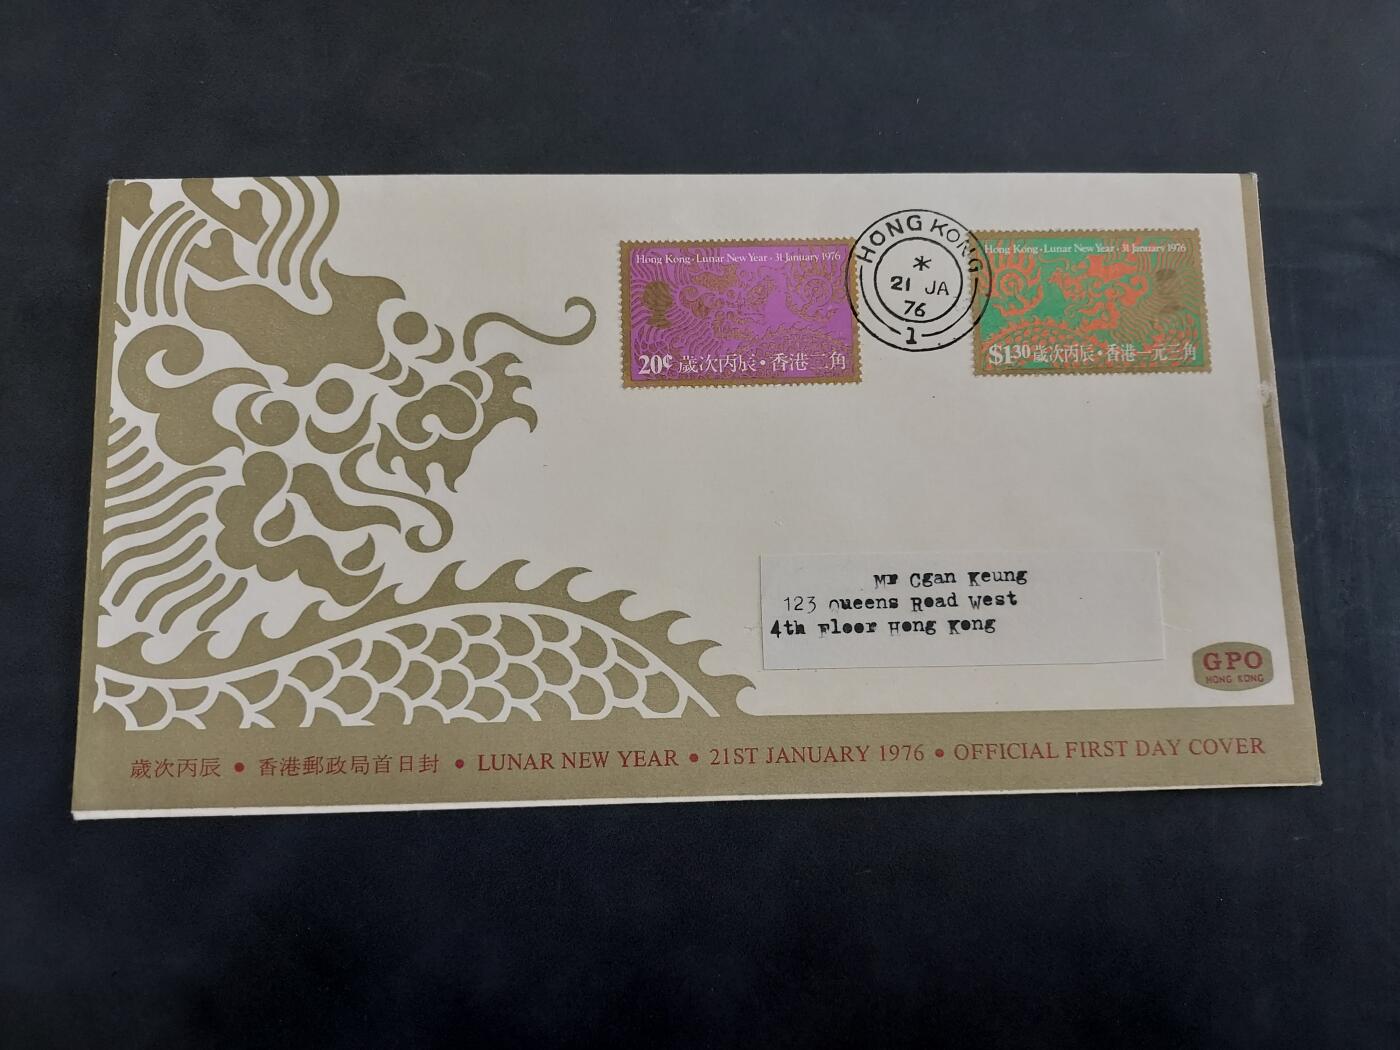 Hong Kong · Lunar New Year · 31 January 1976
20¢ 歲次丙辰 · 香港二角
HONG KONG
*
21 JA
76
1
Hong Kong · Lunar New Year · 31 January 1976
$1.30 歲次丙辰 · 香港一元三角
Mr Cgan Keung
123 Queens Road West
4th Floor Hong Kong
GPO
HONG KONG
歲次丙辰 • 香港郵政局首日封 • LUNAR NEW YEAR • 21ST JANUARY 1976 • OFFICIAL FIRST DAY COVER